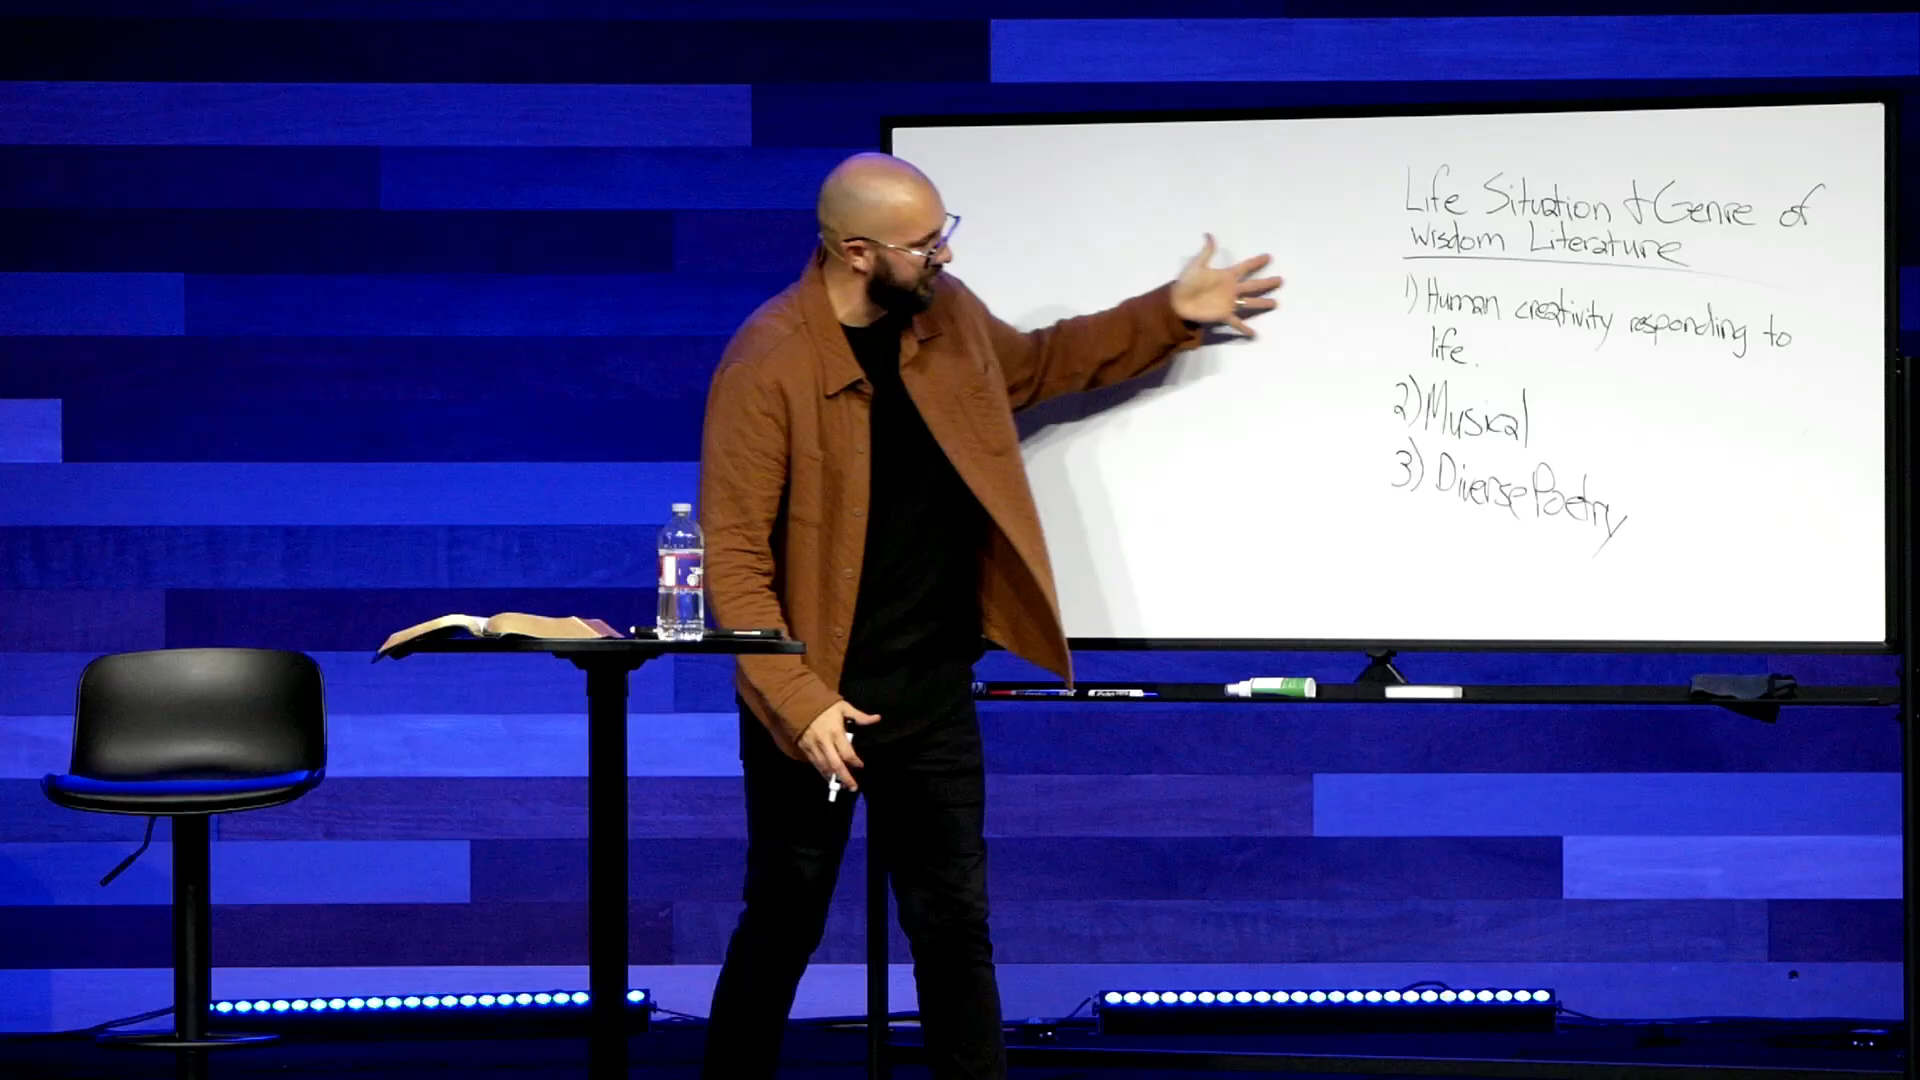 Life Situation + Genre of
Wisdom Literature
1) Human creativity responding to
life.
2) Musical
3) Diverse Poetry